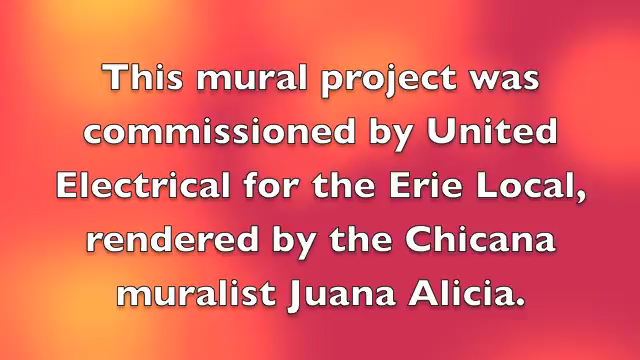 This mural project was
commissioned by United
Electrical for the Erie Local,
rendered by the Chicana
muralist Juana Alicia.